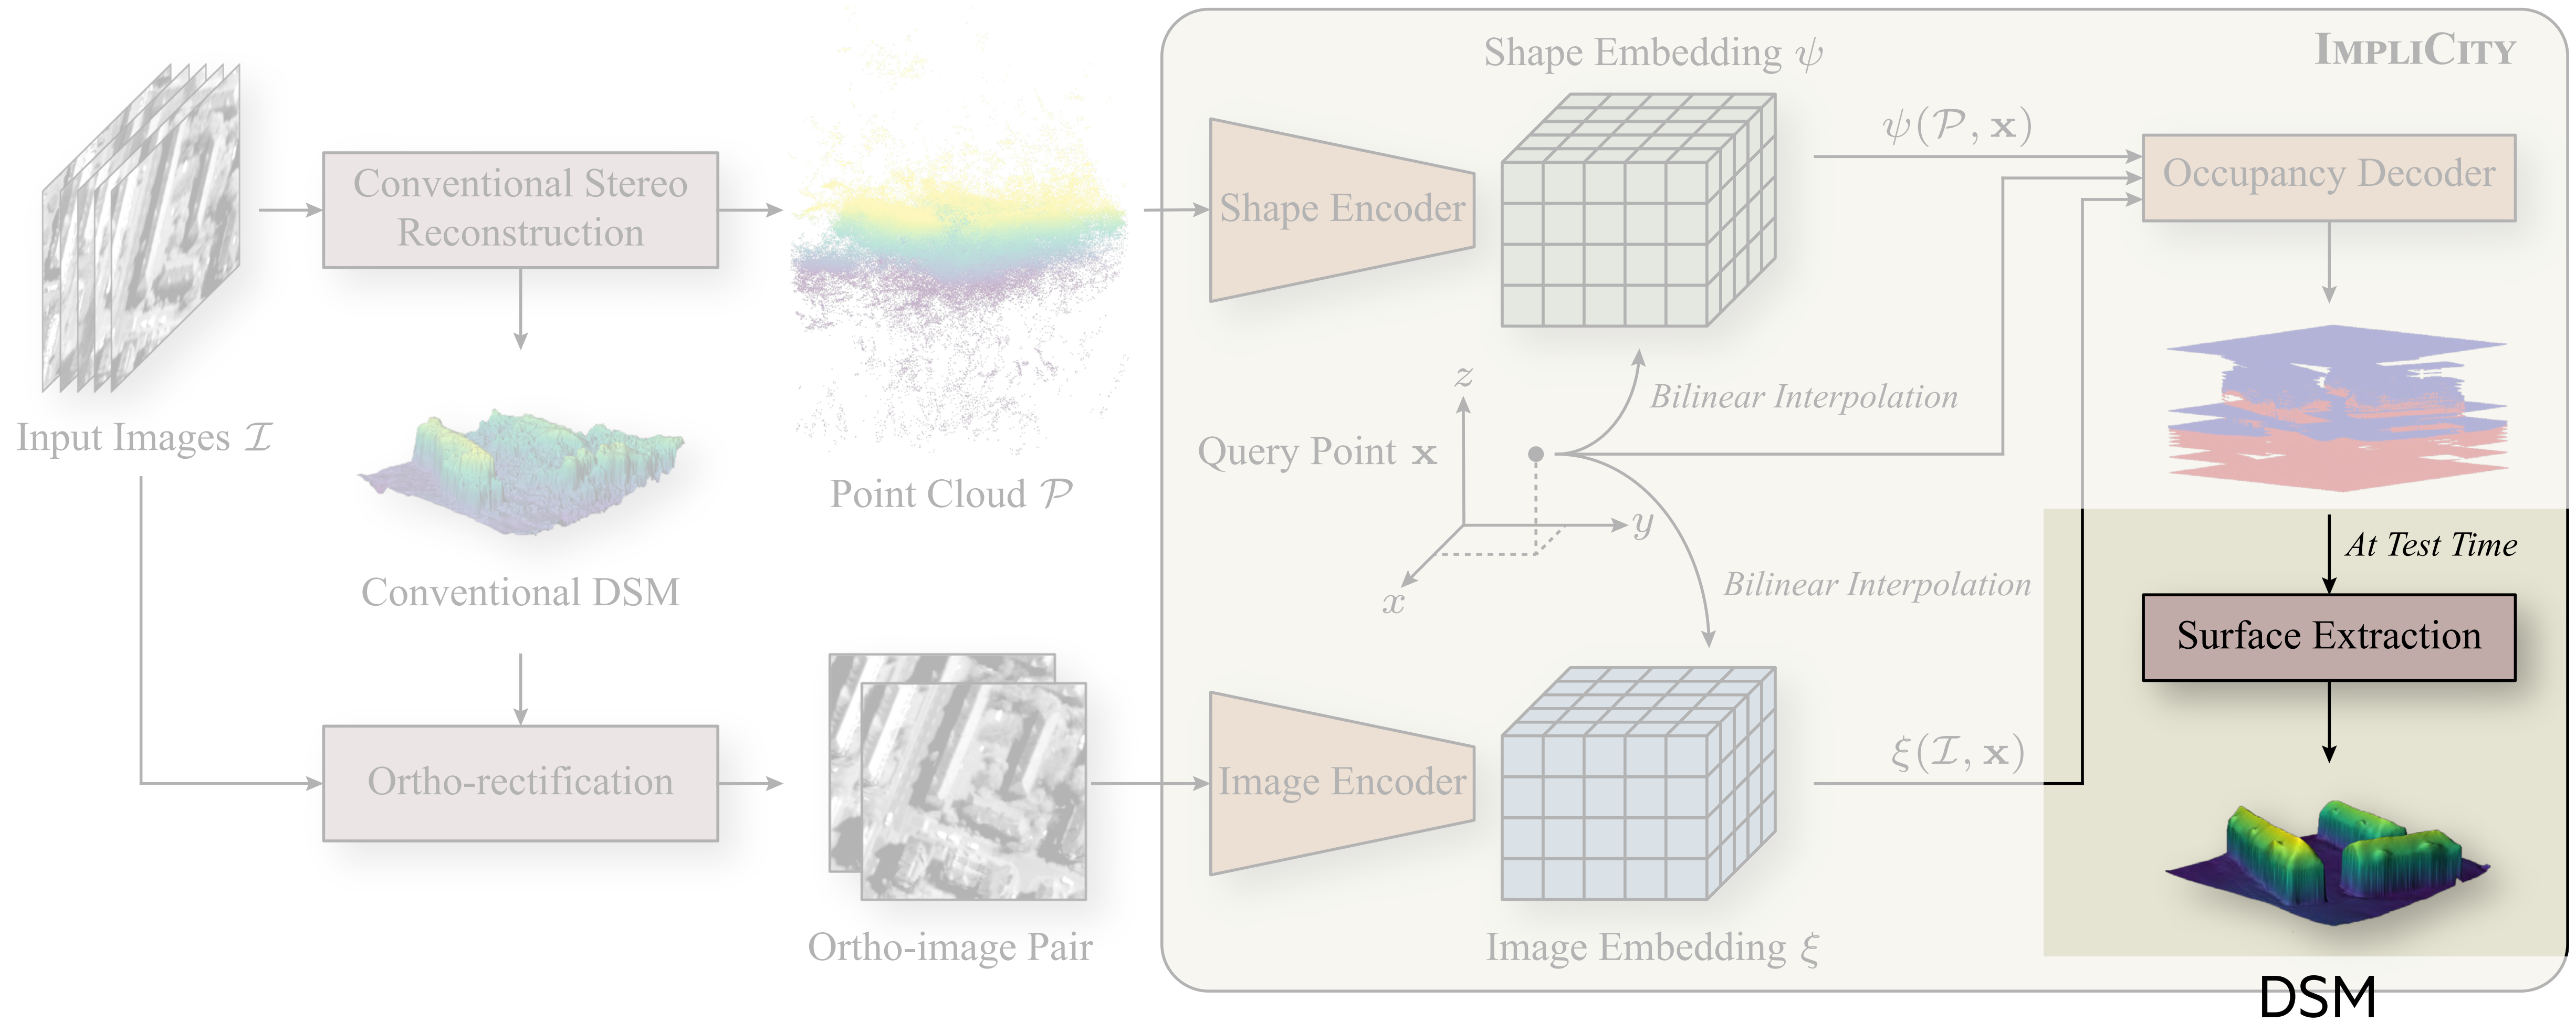 IMPLICITY
Shape Embedding ψ
ψ(𝒫, x)
Conventional Stereo
Reconstruction
Shape Encoder
Occupancy Decoder
z
Bilinear Interpolation
Input Images ℐ
Query Point x
Point Cloud 𝒫
y
At Test Time
Conventional DSM
x
Bilinear Interpolation
Surface Extraction
Ortho-rectification
Image Encoder
ξ(ℐ, x)
Ortho-image Pair
Image Embedding ξ
DSM